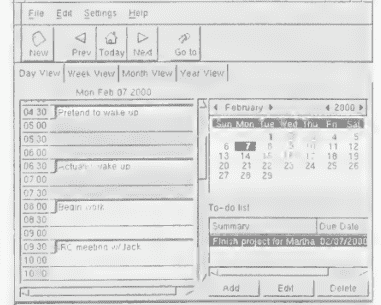 File Edit Settings Help
New Prev Today Next Go to
Day View Week View Month View Year View
Mon Feb 07 2000
04 30 Pretend to wake up
05 00
05 30
06 00
06 30 Actually wake up
07 00
07 30
08 00 Begin work
08 30
09 00
09 30 IRC meeting w/Jack
10 00
February 2000
Sun Mon Tue Wed Thu Fri Sat
1 3 4 5
6 7 8 9 10 11 12
13 14 15 18 19
20 21 22 23 24 25 26
27 28 29
To-do list
Summary Due Date
Finish project for Martha 02/07/2000
Add Edit Delete